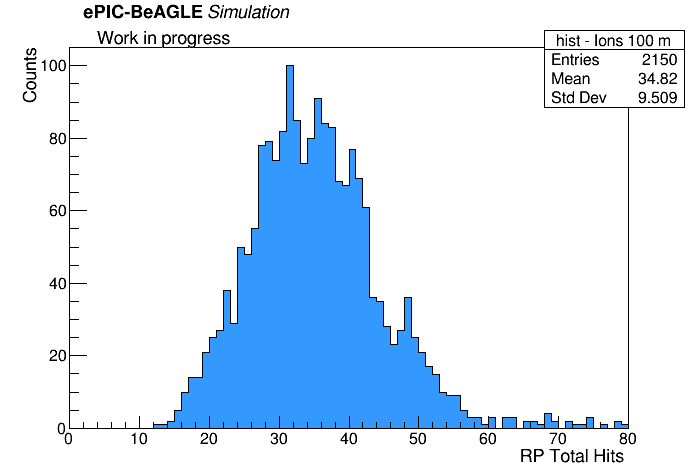 ePIC-BeAGLE Simulation
Work in progress
hist - Ions 100 m
Entries 2150
Mean 34.82
Std Dev 9.509
Counts
100
80
60
40
20
0
0 10 20 30 40 50 60 70 80
RP Total Hits